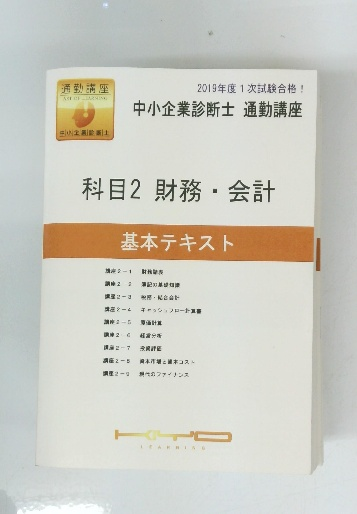 通勤講座
ART OF LEARNING
中小企業診断士
2019年度1次試験合格!
中小企業診断士 通勤講座
科目2 財務・会計
基本テキスト
講座2-1 財務諸表
講座2-2 簿記の基礎知識
講座2-3 税務・結合会計
講座2-4 キャッシュフロー計算書
講座2-5 原価計算
講座2-6 経営分析
講座2-7 投資評価
講座2-8 資本市場と資本コスト
講座2-9 現代のファイナンス
LEARNING